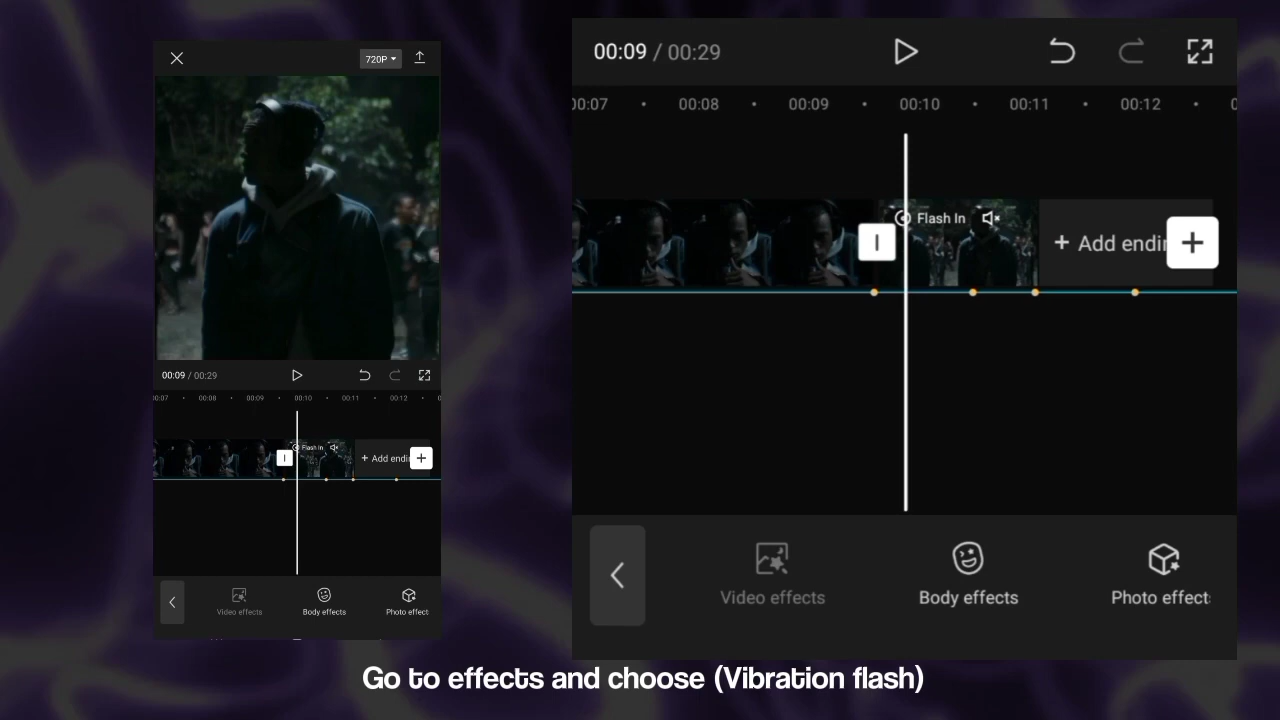 720P
00:09 / 00:29
00:07 00:08 00:09 00:10 00:11 00:12
Flash In
+ Add endi
Video effects Body effects Photo effect
00:09 / 00:29
00:07 00:08 00:09 00:10 00:11 00:12
Flash In
+ Add endin
Video effects Body effects Photo effects
Go to effects and choose (Vibration flash)